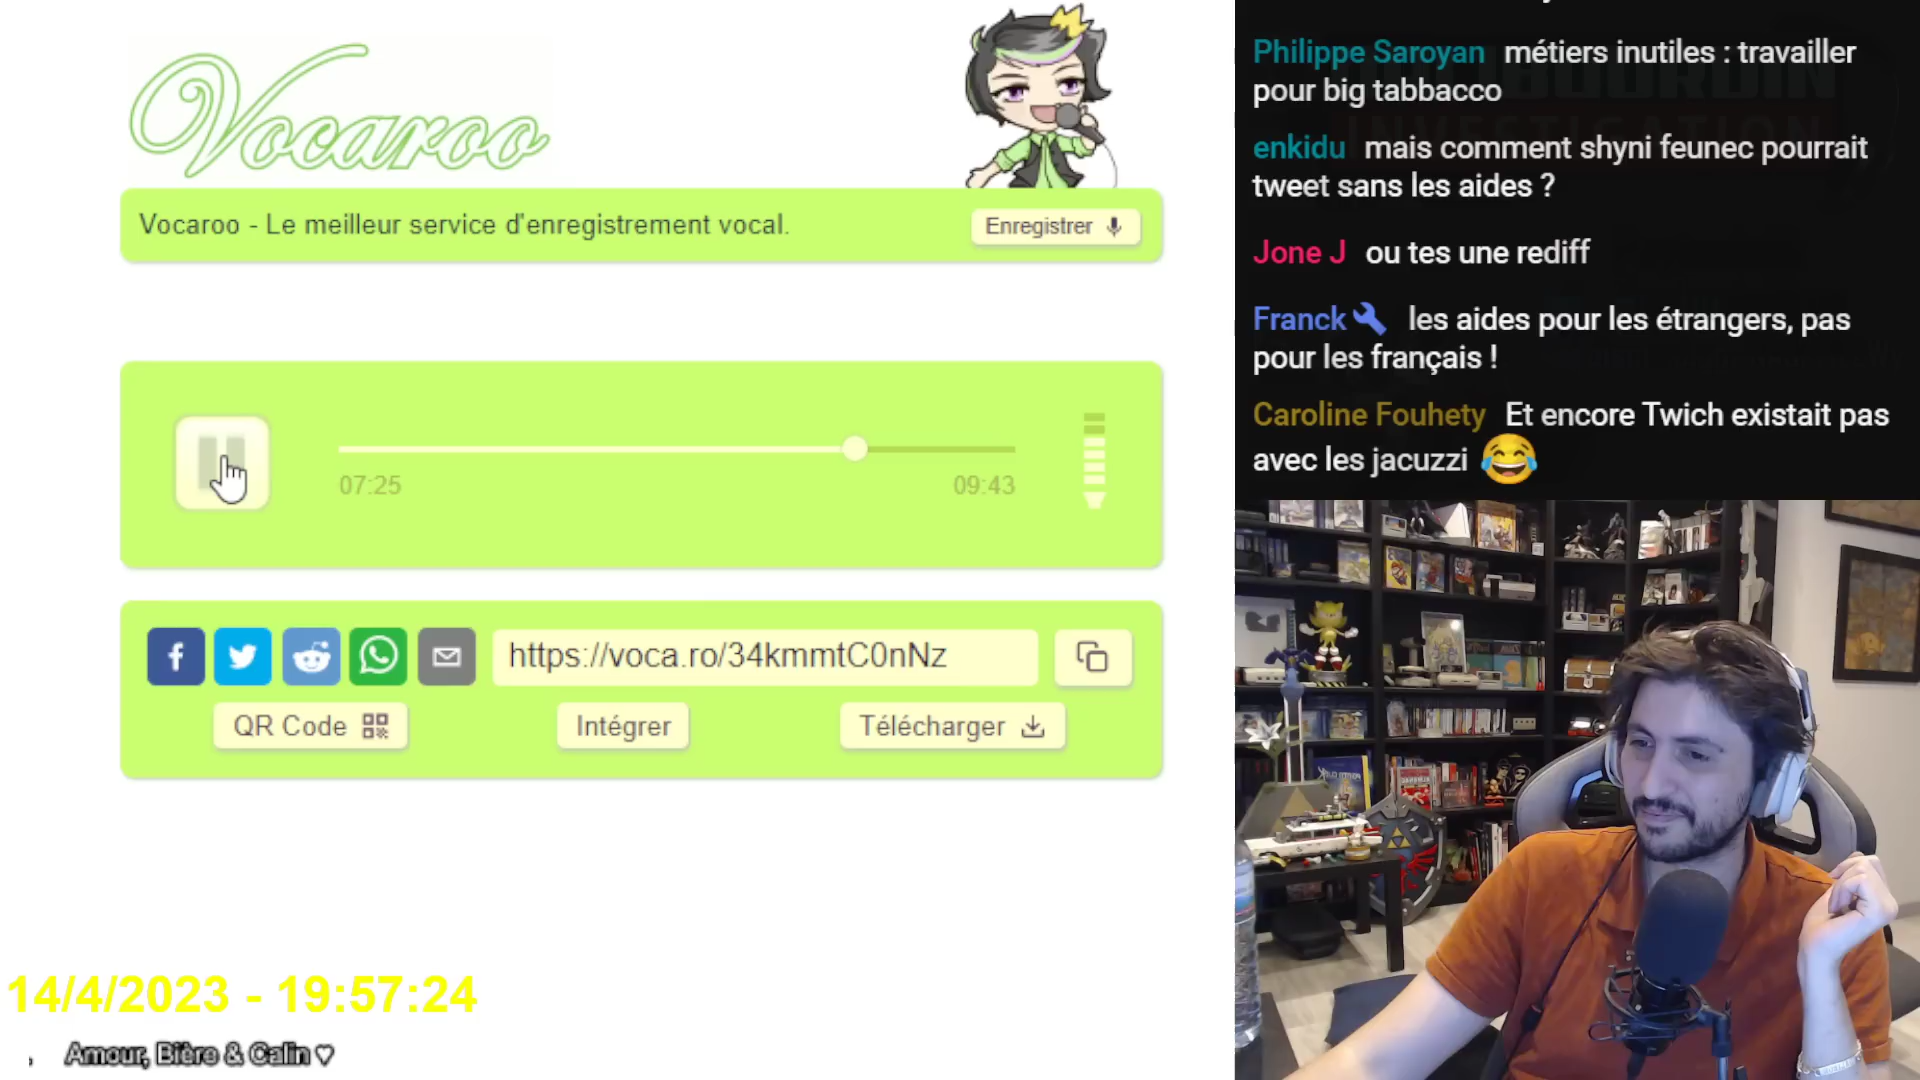 Vocaroo
Vocaroo - Le meilleur service d'enregistrement vocal.
Enregistrer
07:25
09:43
https://voca.ro/34kmmtC0nNz
QR Code
Intégrer
Télécharger
14/4/2023 - 19:57:24
Amour, Bière & Calin ♥
Philippe Saroyan métiers inutiles : travailler
pour big tabbacco
enkidu mais comment shyni feunec pourrait
tweet sans les aides ?
Jone J ou tes une rediff
Franck les aides pour les étrangers, pas
pour les français !
Caroline Fouhety Et encore Twich existait pas
avec les jacuzzi 😂